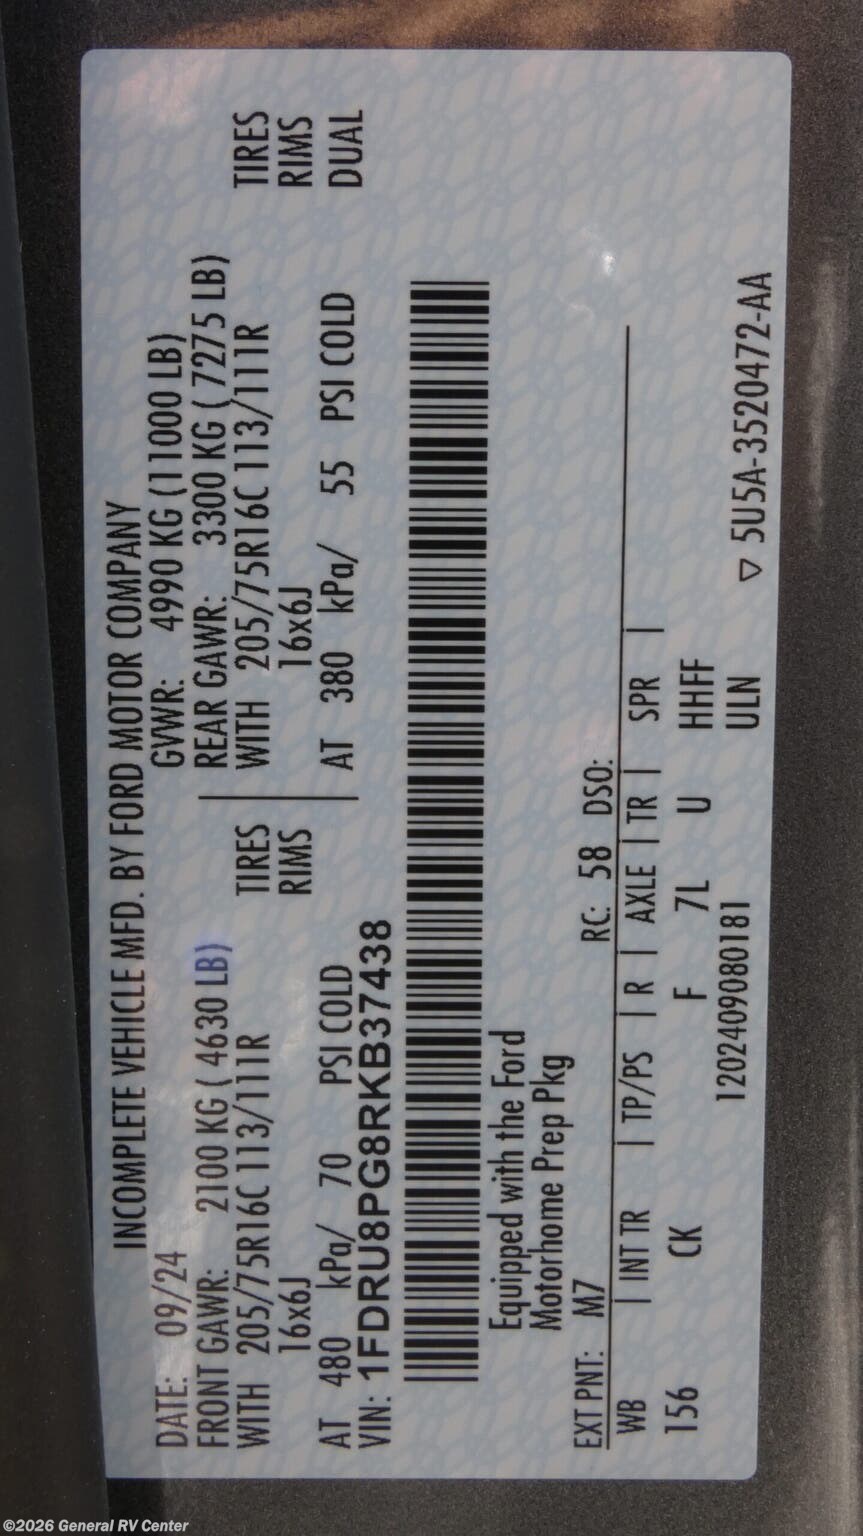 INCOMPLETE VEHICLE MFD. BY FORD MOTOR COMPANY
DATE: 09/24 GVWR: 4990 KG (11000 LB)
FRONT GAWR: 2100 KG ( 4630 LB) REAR GAWR: 3300 KG ( 7275 LB)
WITH 205/75R16C 113/111R TIRES WITH 205/75R16C 113/111R TIRES
16x6J RIMS 16x6J RIMS
AT 480 kPa/ 70 PSI COLD AT 380 kPa/ 55 PSI COLD DUAL
VIN: 1FDRU8PG8RKB37438
Equipped with the Ford
Motorhome Prep Pkg
EXT PNT: M7 RC: 58 DSO:
WB | INT TR | TP/PS | R | AXLE | TR | SPR |
156 CK F 7L U HHFF
1202409080181 ULN ▽ 5U5A-3520472-AA
©2026 General RV Center